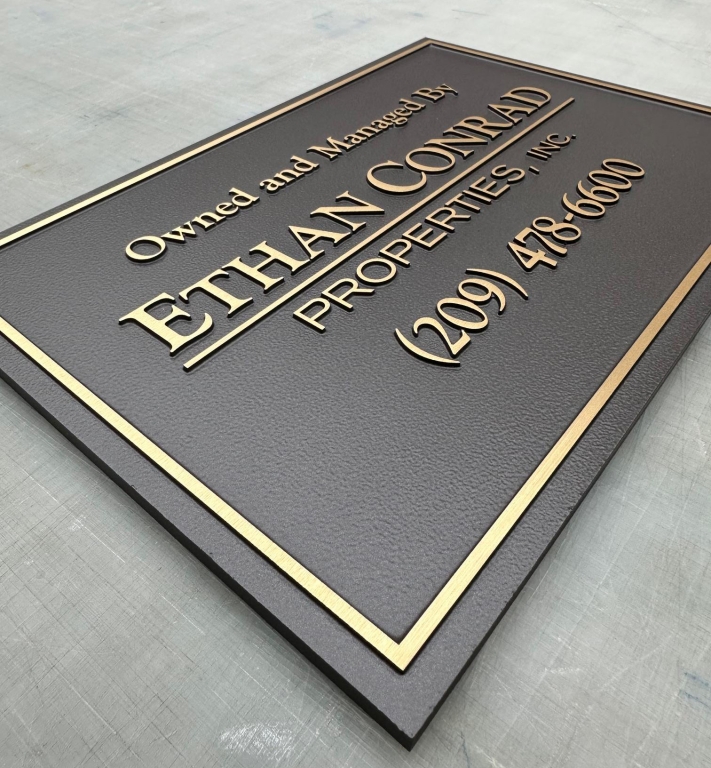 Owned and Managed By
ETHAN CONRAD
PROPERTIES, INC.
(209) 478-6600